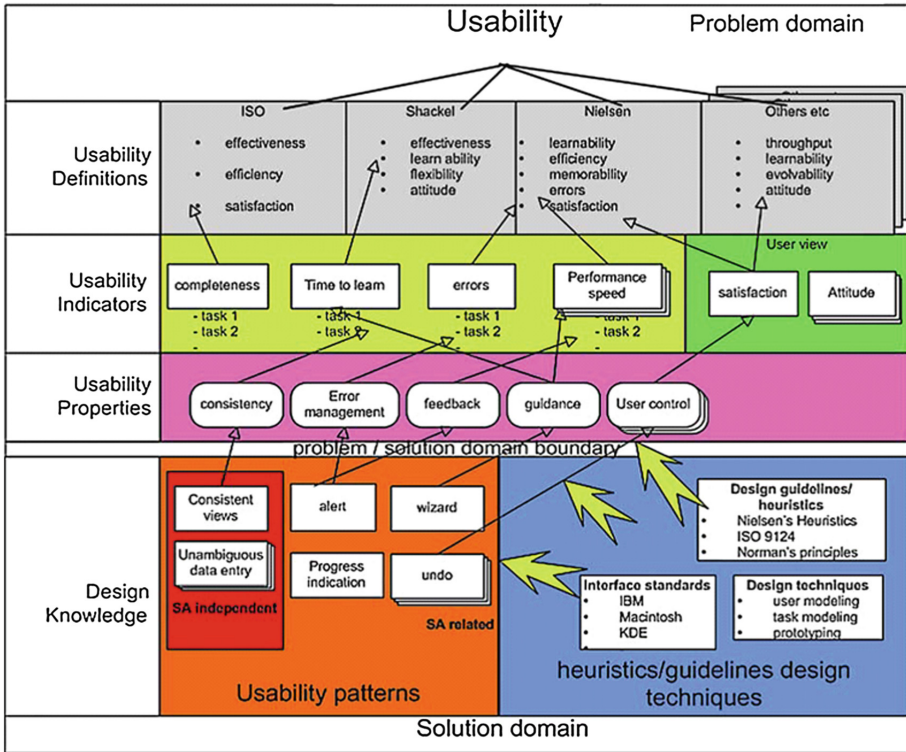 Usability
Problem domain
Usability
Definitions
ISO
• effectiveness
• efficiency
• satisfaction
Shackel
• effectiveness
• learn ability
• flexibility
• attitude
Nielsen
• learnability
• efficiency
• memorability
• errors
• satisfaction
Others etc
• throughput
• learnability
• evolvability
• attitude
•
Usability
Indicators
completeness
- task 1
- task 2
-
Time to learn
- task 1
- task 2
errors
- task 1
- task 2
-
Performance
speed
- task 1
- task 2
-
User view
satisfaction
Attitude
Usability
Properties
consistency
Error
management
feedback
guidance
User control
problem / solution domain boundary
Design
Knowledge
Consistent
views
Unambiguous
data entry
SA independent
alert
wizard
Progress
indication
undo
SA related
Usability patterns
Design guidelines/
heuristics
• Nielsen's Heuristics
• ISO 9124
• Norman's principles
Interface standards
• IBM
• Macintosh
• KDE
Design techniques
• user modeling
• task modeling
• prototyping
heuristics/guidelines design
techniques
Solution domain